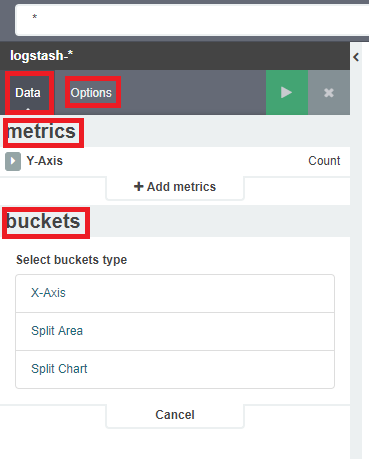 *
logstash-*
Data Options
metrics
Y-Axis Count
Add metrics
buckets
Select buckets type
X-Axis
Split Area
Split Chart
Cancel